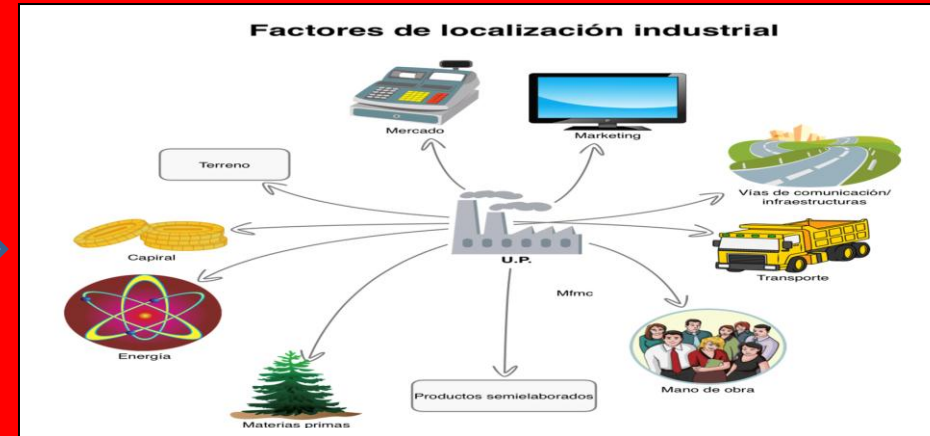 Factores de localización industrial
Mercado
Marketing
Terreno
Vías de comunicación/
infraestructuras
Capiral
U.P.
Transporte
Mfmc
Energía
Mano de obra
Productos semielaborados
Materias primas